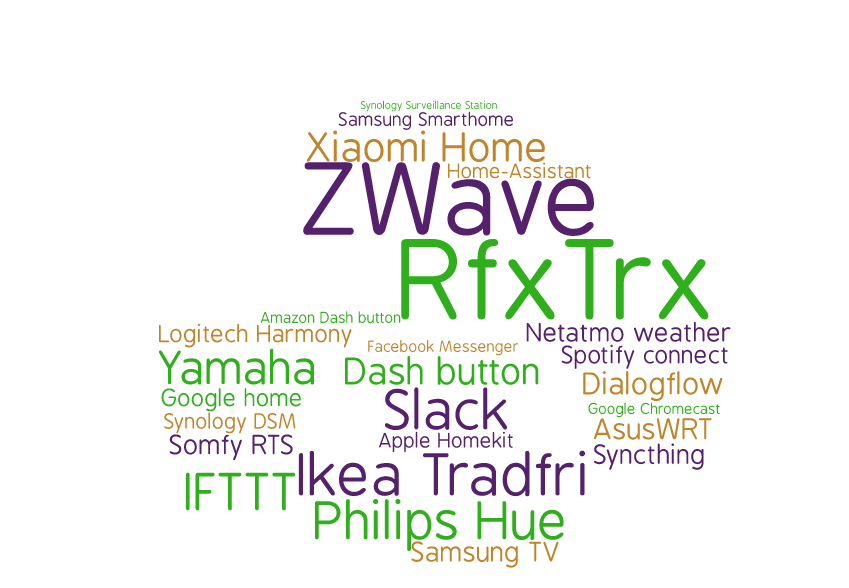 Synology Surveillance Station
Samsung Smarthome
Xiaomi Home
Home-Assistant
ZWave
RfxTrx
Amazon Dash button
Logitech Harmony
Netatmo weather
Facebook Messenger
Spotify connect
Yamaha
Dash button
Dialogflow
Google home
Slack
Google Chromecast
Synology DSM
AsusWRT
Somfy RTS
Apple Homekit
Syncthing
Ikea Tradfri
IFTTT
Philips Hue
Samsung TV